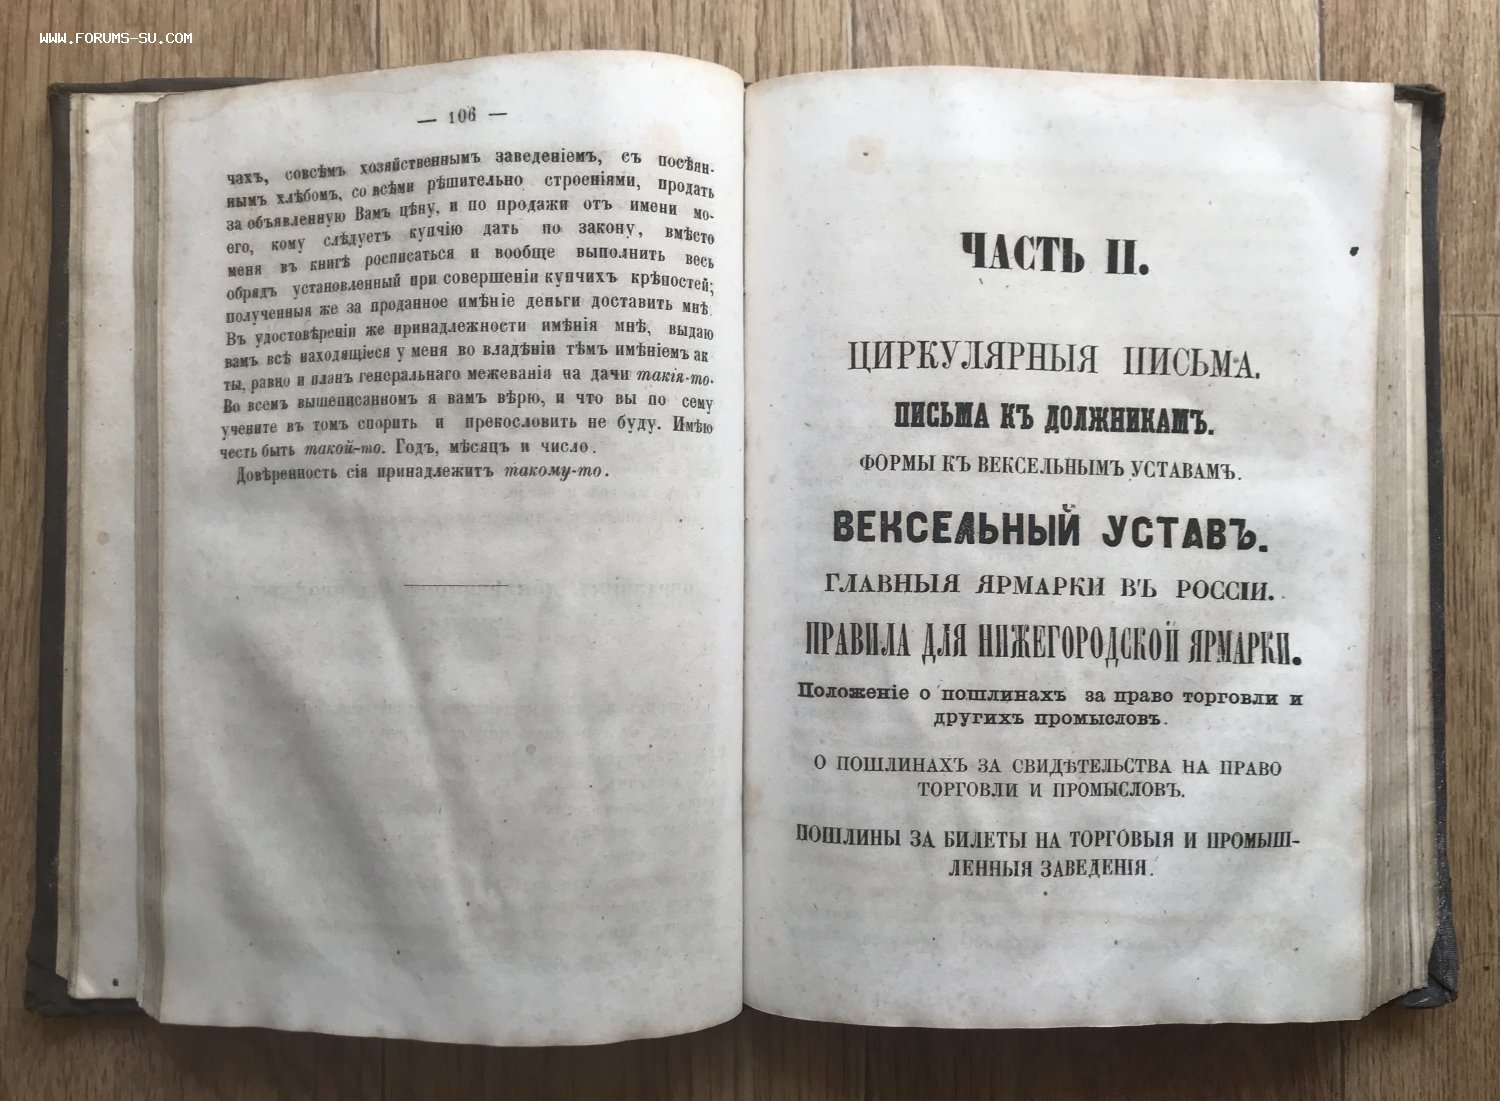 WWW.FORUMS-SU.COM
— 106 —
чахъ, совсѣмъ хозяйственнымъ заведеніемъ, съ посѣян-
нымъ хлѣбомъ, со всѣми рѣшительно строеніями, продать
за объявленную Вамъ цѣну, и по продажи отъ имени мо-
его, кому слѣдуетъ купчію дать по закону, вмѣсто
меня въ книгѣ росписаться и вообще выполнить весь
обрядъ установленный при совершеніи купчихъ крѣпостей;
полученныя же за проданное имѣніе деньги доставить мнѣ.
Въ удостовѣреніи же принадлежности имѣнія мнѣ, выдаю
вамъ всѣ находящіеся у меня во владѣніи тѣмъ имѣніемъ ак
ты, равно и планъ генеральнаго межеванія на дачи такія-то.
Во всемъ вышеписанномъ я вамъ вѣрю, и что вы по сему
учените въ томъ спорить и прекословить не буду. Имѣю
честь быть такой-то. Годъ, мѣсяцъ и число.
Довѣренность сія принадлежитъ такому-то.
ЧАСТЬ II.
ЦИРКУЛЯРНЫЯ ПИСЬМА.
ПИСЬМА КЪ ДОЛЖНИКАМЪ.
ФОРМЫ КЪ ВЕКСЕЛЬНЫМЪ УСТАВАМЪ.
ВЕКСЕЛЬНЫЙ УСТАВЪ.
ГЛАВНЫЯ ЯРМАРКИ ВЪ РОССІИ.
ПРАВИЛА ДЛЯ НИЖЕГОРОДСКОЙ ЯРМАРКИ.
Положеніе о пошлинахъ за право торговли и
другихъ промысловъ.
О ПОШЛИНАХЪ ЗА СВИДѢТЕЛЬСТВА НА ПРАВО
ТОРГОВЛИ И ПРОМЫСЛОВЪ.
ПОШЛИНЫ ЗА БИЛЕТЫ НА ТОРГОВЫЯ И ПРОМЫШ-
ЛЕННЫЯ ЗАВЕДЕНІЯ.